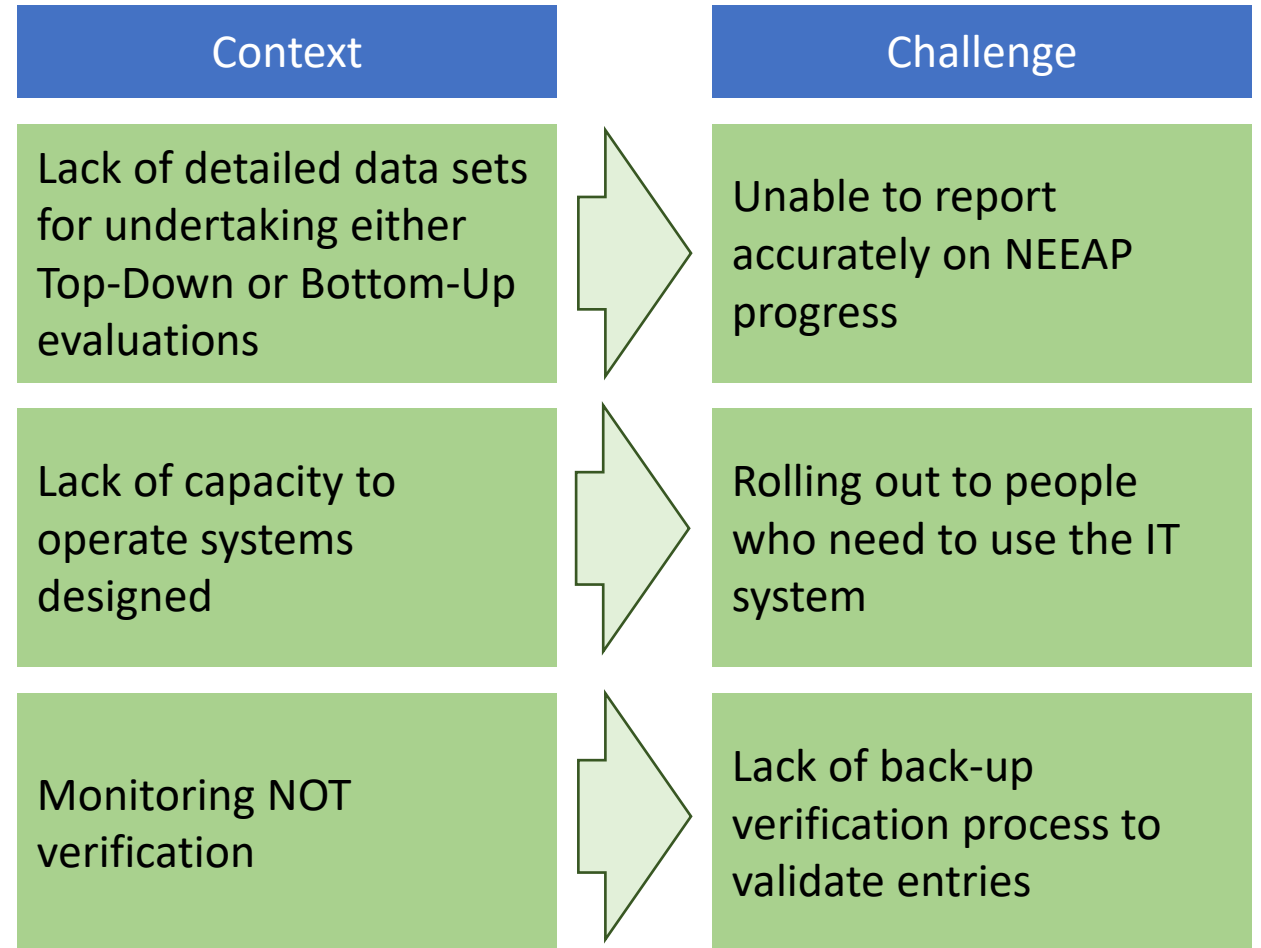 Context
Challenge
Lack of detailed data sets
for undertaking either
Top-Down or Bottom-Up
evaluations
Unable to report
accurately on NEEAP
progress
Lack of capacity to
operate systems
designed
Rolling out to people
who need to use the IT
system
Monitoring NOT
verification
Lack of back-up
verification process to
validate entries